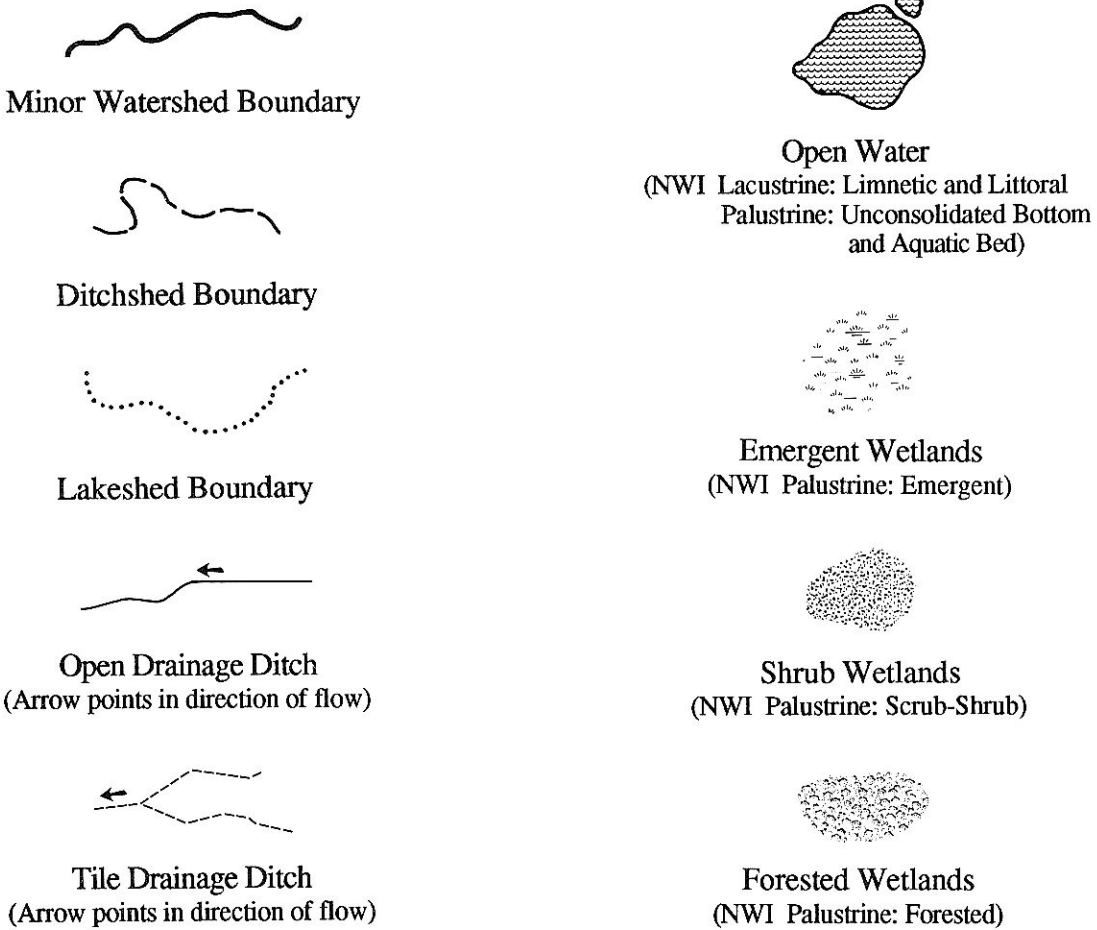 Minor Watershed Boundary
Ditchshed Boundary
Lakeshed Boundary
Open Drainage Ditch
(Arrow points in direction of flow)
Tile Drainage Ditch
(Arrow points in direction of flow)
Open Water
(NWI Lacustrine: Limnetic and Littoral
Palustrine: Unconsolidated Bottom
and Aquatic Bed)
Emergent Wetlands
(NWI Palustrine: Emergent)
Shrub Wetlands
(NWI Palustrine: Scrub-Shrub)
Forested Wetlands
(NWI Palustrine: Forested)